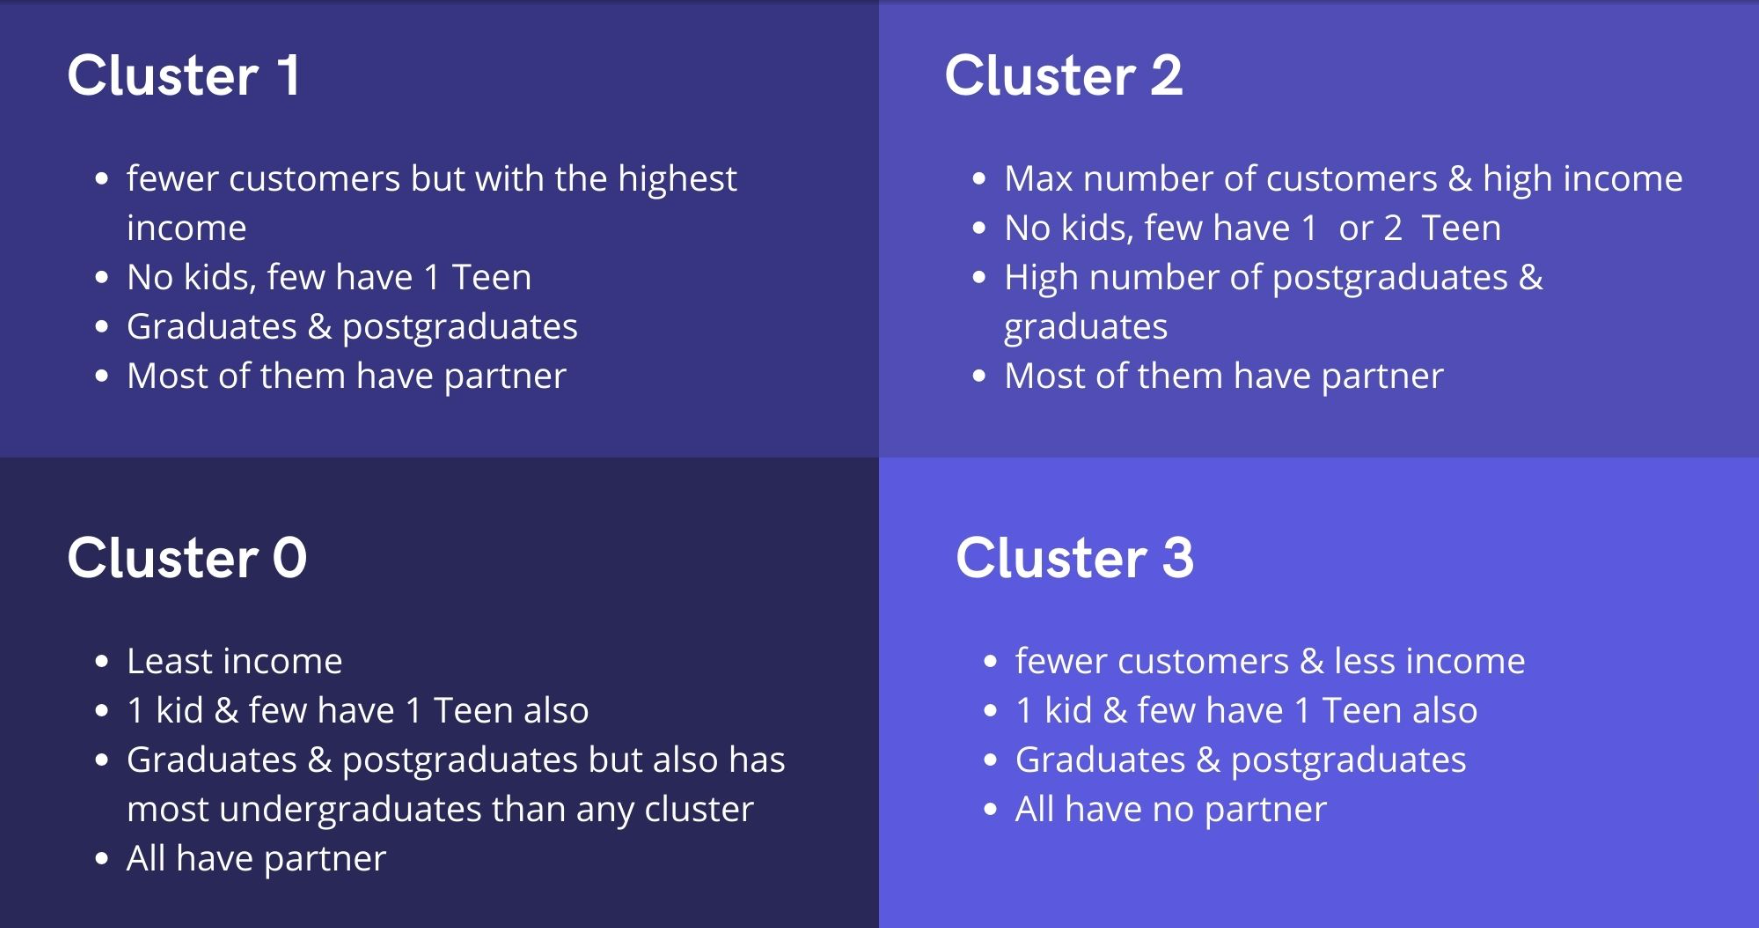 Cluster 1
• fewer customers but with the highest
income
• No kids, few have 1 Teen
• Graduates & postgraduates
• Most of them have partner
Cluster 2
• Max number of customers & high income
• No kids, few have 1 or 2 Teen
• High number of postgraduates &
graduates
• Most of them have partner
Cluster 0
• Least income
• 1 kid & few have 1 Teen also
• Graduates & postgraduates but also has
most undergraduates than any cluster
• All have partner
Cluster 3
• fewer customers & less income
• 1 kid & few have 1 Teen also
• Graduates & postgraduates
• All have no partner